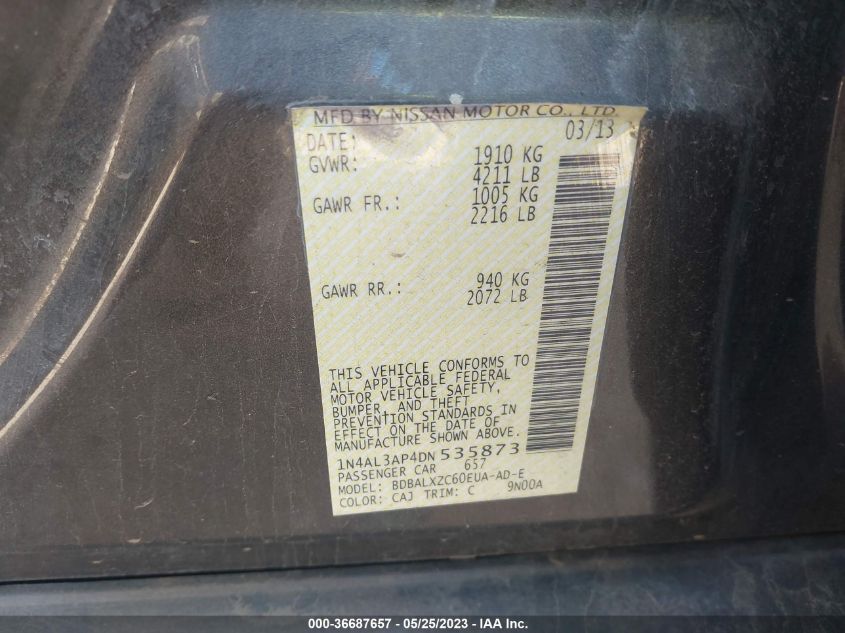 MFD BY NISSAN MOTOR CO., LTD.
DATE: 03/13
GVWR: 1910 KG
4211 LB
GAWR FR.: 1005 KG
2216 LB
GAWR RR.: 940 KG
2072 LB
THIS VEHICLE CONFORMS TO
ALL APPLICABLE FEDERAL
MOTOR VEHICLE SAFETY,
BUMPER, AND THEFT
PREVENTION STANDARDS IN
EFFECT ON THE DATE OF
MANUFACTURE SHOWN ABOVE.
1N4AL3AP4DN 535873
PASSENGER CAR 657
MODEL: BDBALXZC60EUA-AD-E
COLOR: CAJ TRIM: C 9N00A
000-36687657 - 05/25/2023 - IAA Inc.